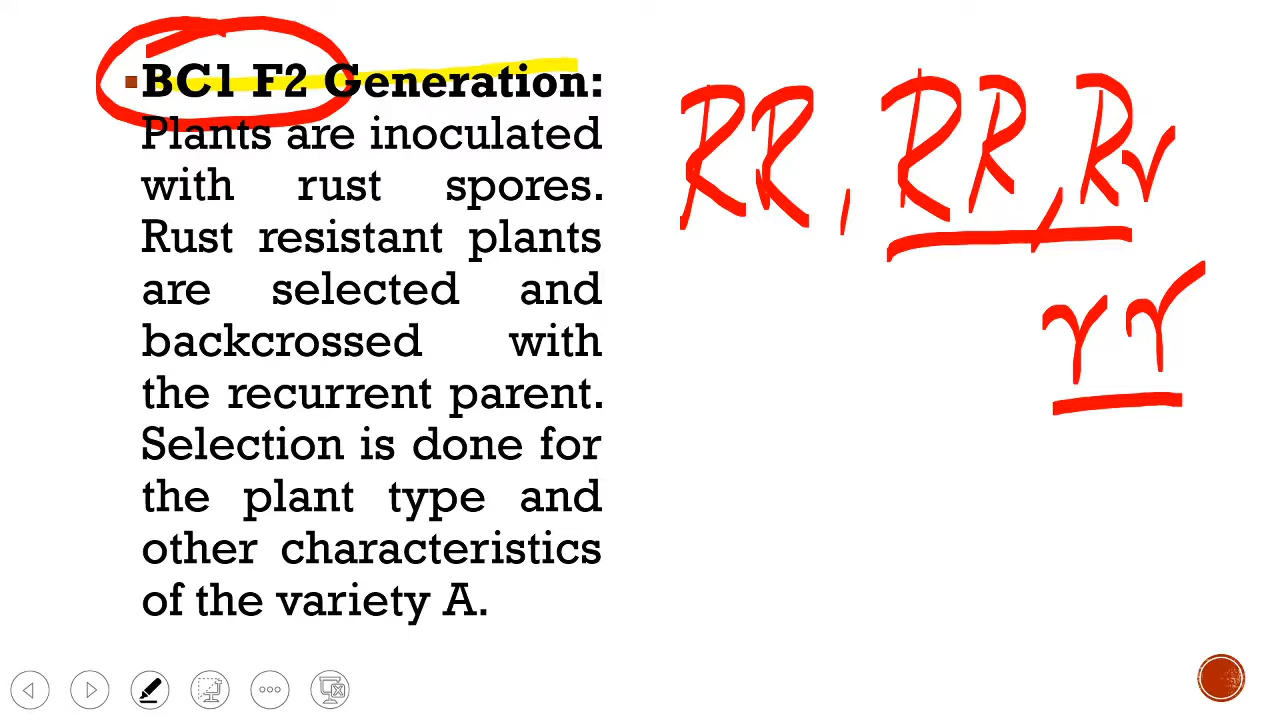 BC1 F2 Generation:
Plants are inoculated
with rust spores.
Rust resistant plants
are selected and
backcrossed with
the recurrent parent.
Selection is done for
the plant type and
other characteristics
of the variety A.
RR, RR, Rr
rr